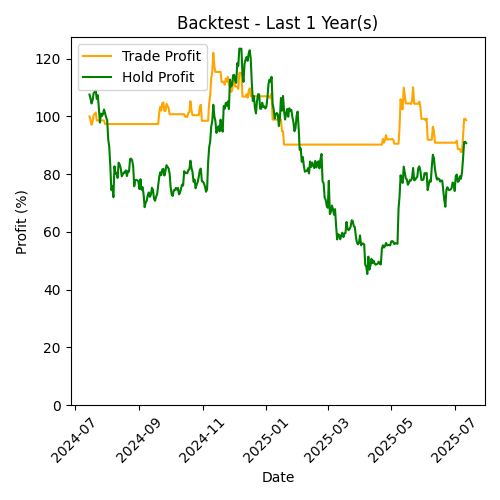 Backtest - Last 1 Year(s)
Trade Profit
Hold Profit
Profit (%)
120
100
80
60
40
20
0
2024-07
2024-09
2024-11
2025-01
2025-03
2025-05
2025-07
Date